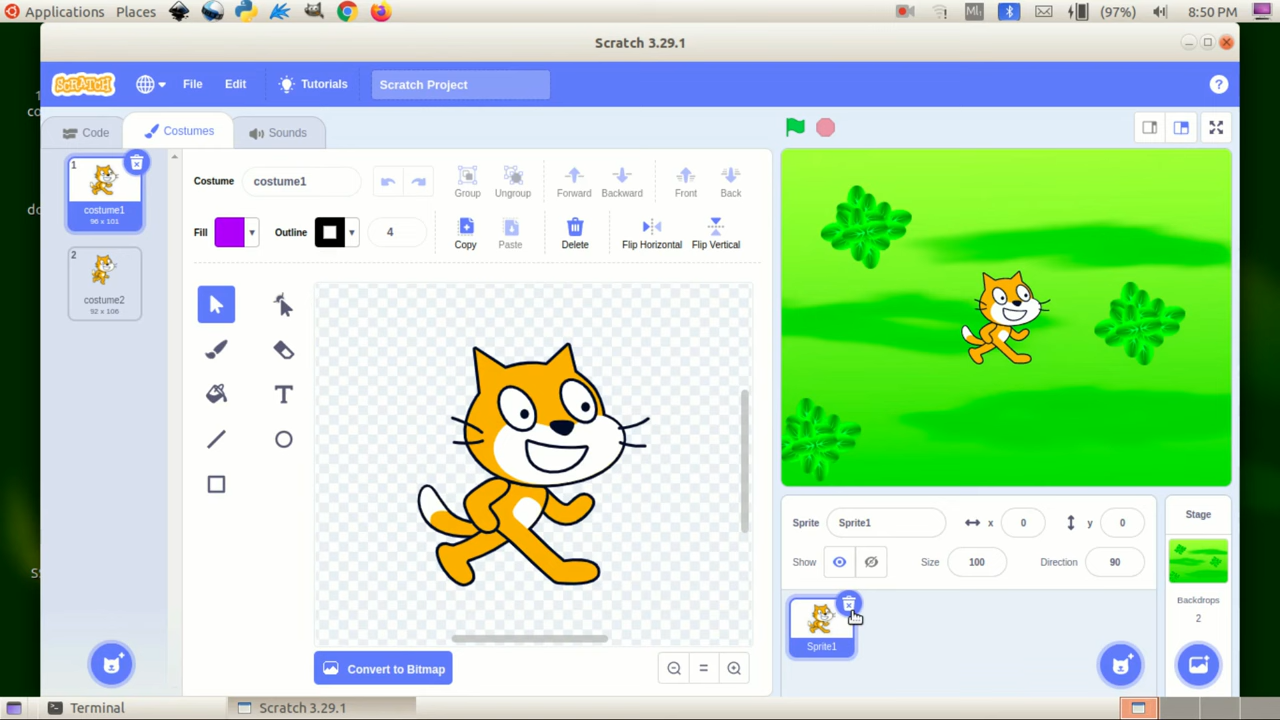 Applications Places (97%) 8:50 PM
Scratch 3.29.1
SCRATCH File Edit Tutorials Scratch Project ?
Code Costumes Sounds
1
costume1
96 x 101
2
costume2
92 x 106
Costume costume1 Group Ungroup Forward Backward Front Back
Fill Outline 4 Copy Paste Delete Flip Horizontal Flip Vertical
T
Convert to Bitmap
Sprite Sprite1 x 0 y 0
Show Size 100 Direction 90
Sprite1
Stage
Backdrops
2
Terminal Scratch 3.29.1